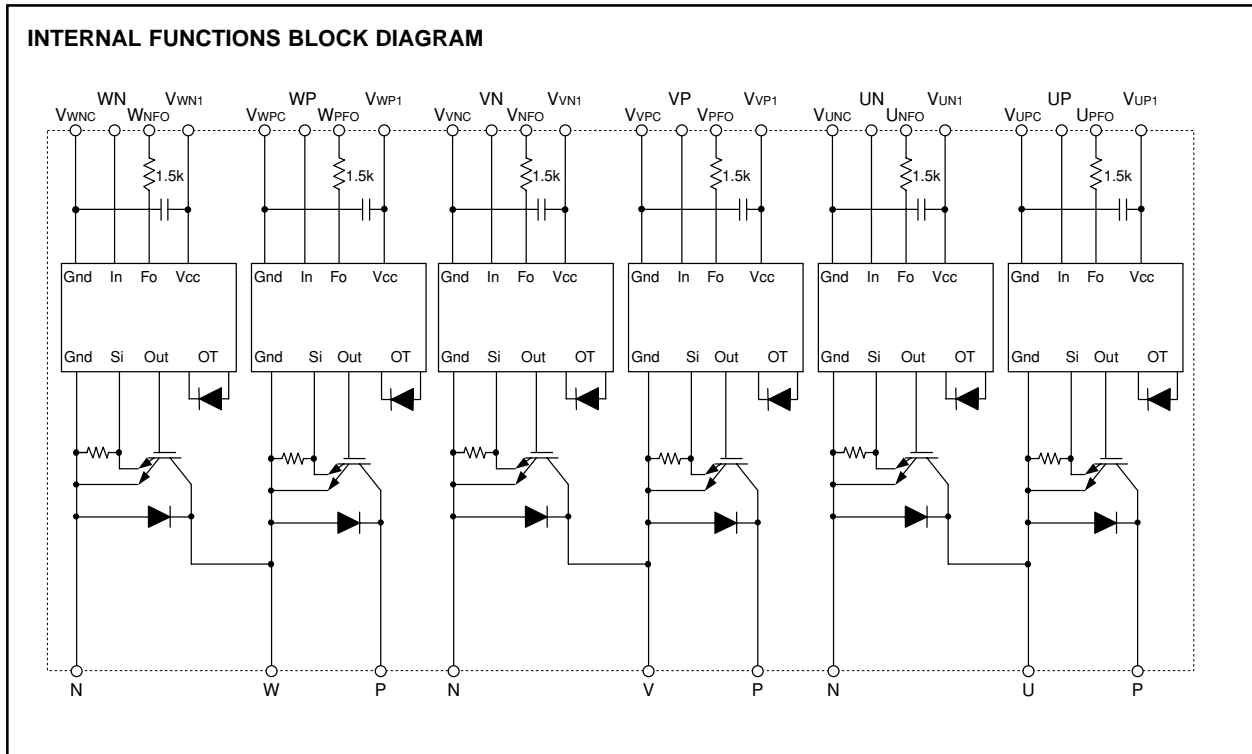 INTERNAL FUNCTIONS BLOCK DIAGRAM
WN VWN1 WP VWP1 VN VVN1 VP VVP1 UN VUN1 UP VUP1
VWNC WNFO VWPC WPFO VVNC VNFO VVPC VPFO VUNC UNFO VUPC UPFO
1.5k 1.5k 1.5k 1.5k 1.5k 1.5k
Gnd In Fo Vcc Gnd In Fo Vcc Gnd In Fo Vcc Gnd In Fo Vcc Gnd In Fo Vcc Gnd In Fo Vcc
Gnd Si Out OT Gnd Si Out OT Gnd Si Out OT Gnd Si Out OT Gnd Si Out OT Gnd Si Out OT
N W P N V P N U P